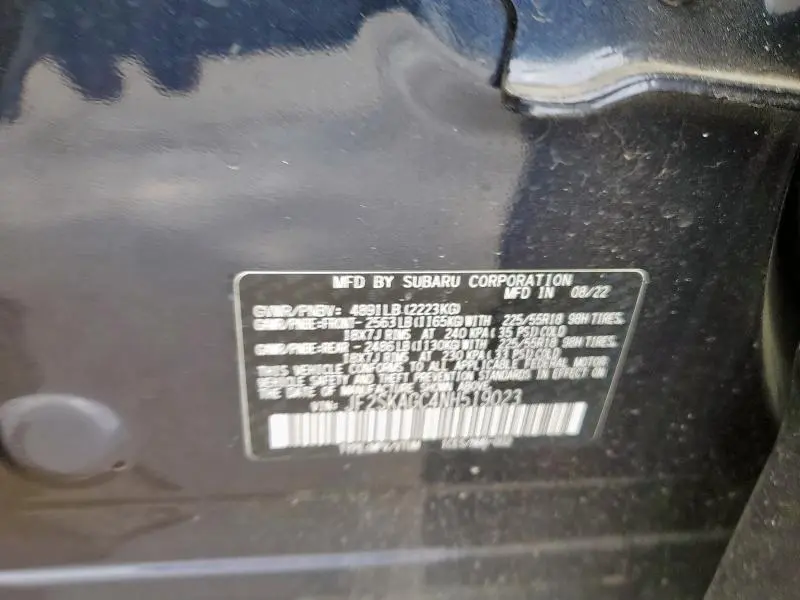 MFD BY SUBARU CORPORATION
MFD IN 08/22
GVWR/PNBV: 4891LB(2223KG)
GAWR/PNBE:FRONT-2563LB(1165KG)WITH 225/55R18 98H TIRES,
18X7J RIMS AT 240 KPA(35 PSI)COLD
GAWR/PNBE:REAR -2486LB(1130KG)WITH 225/55R18 98H TIRES,
18X7J RIMS AT 230 KPA(33 PSI)COLD
THIS VEHICLE CONFORMS TO ALL APPLICABLE FEDERAL MOTOR
VEHICLE SAFETY AND THEFT PREVENTION STANDARDS IN EFFECT ON
THE DATE OF MANUFACTURE SHOWN ABOVE.
VIN: JF2SKAGC4NH519023